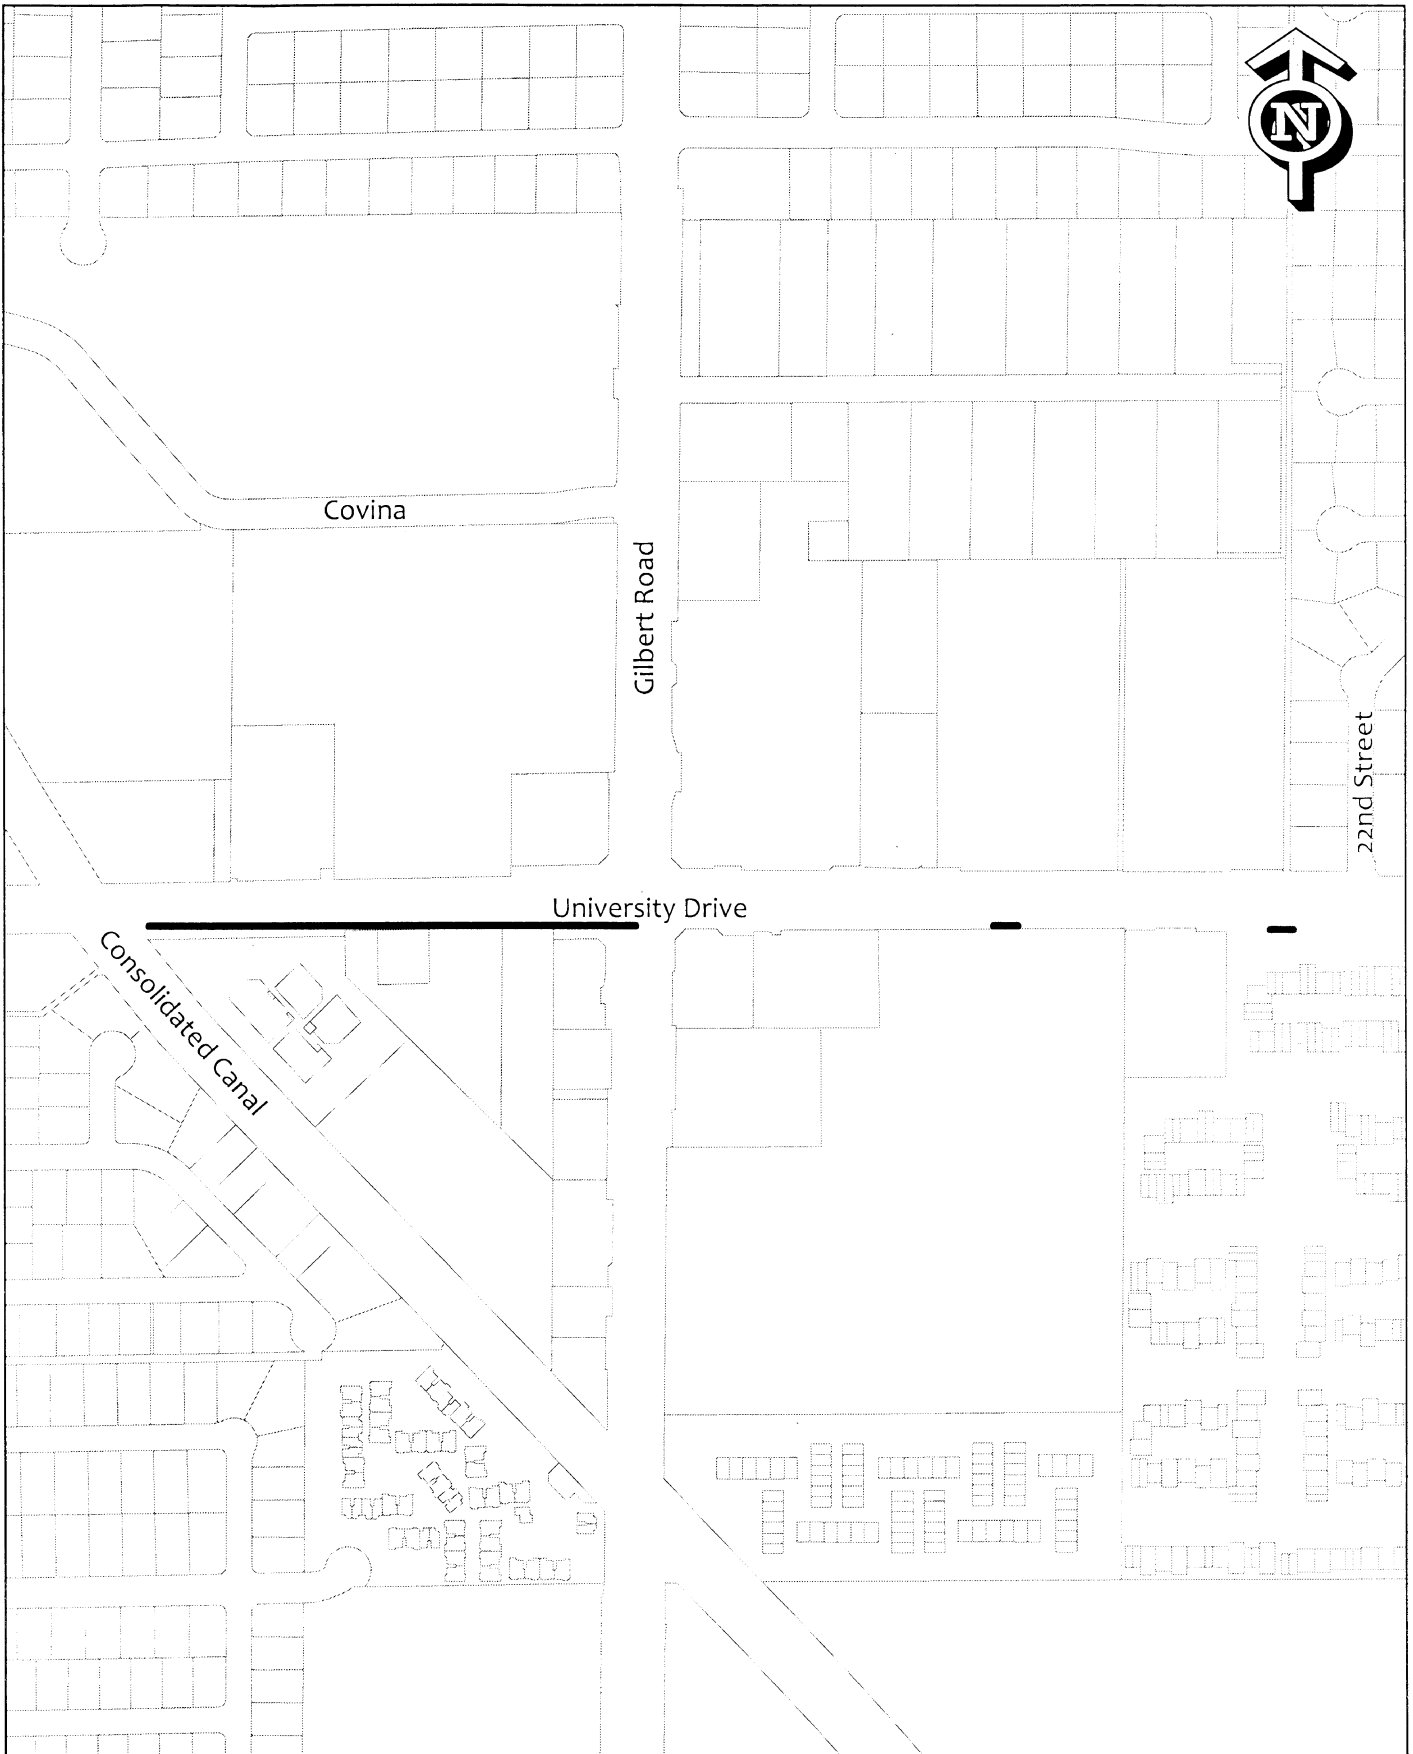 N
Covina
Gilbert Road
22nd Street
University Drive
Consolidated Canal